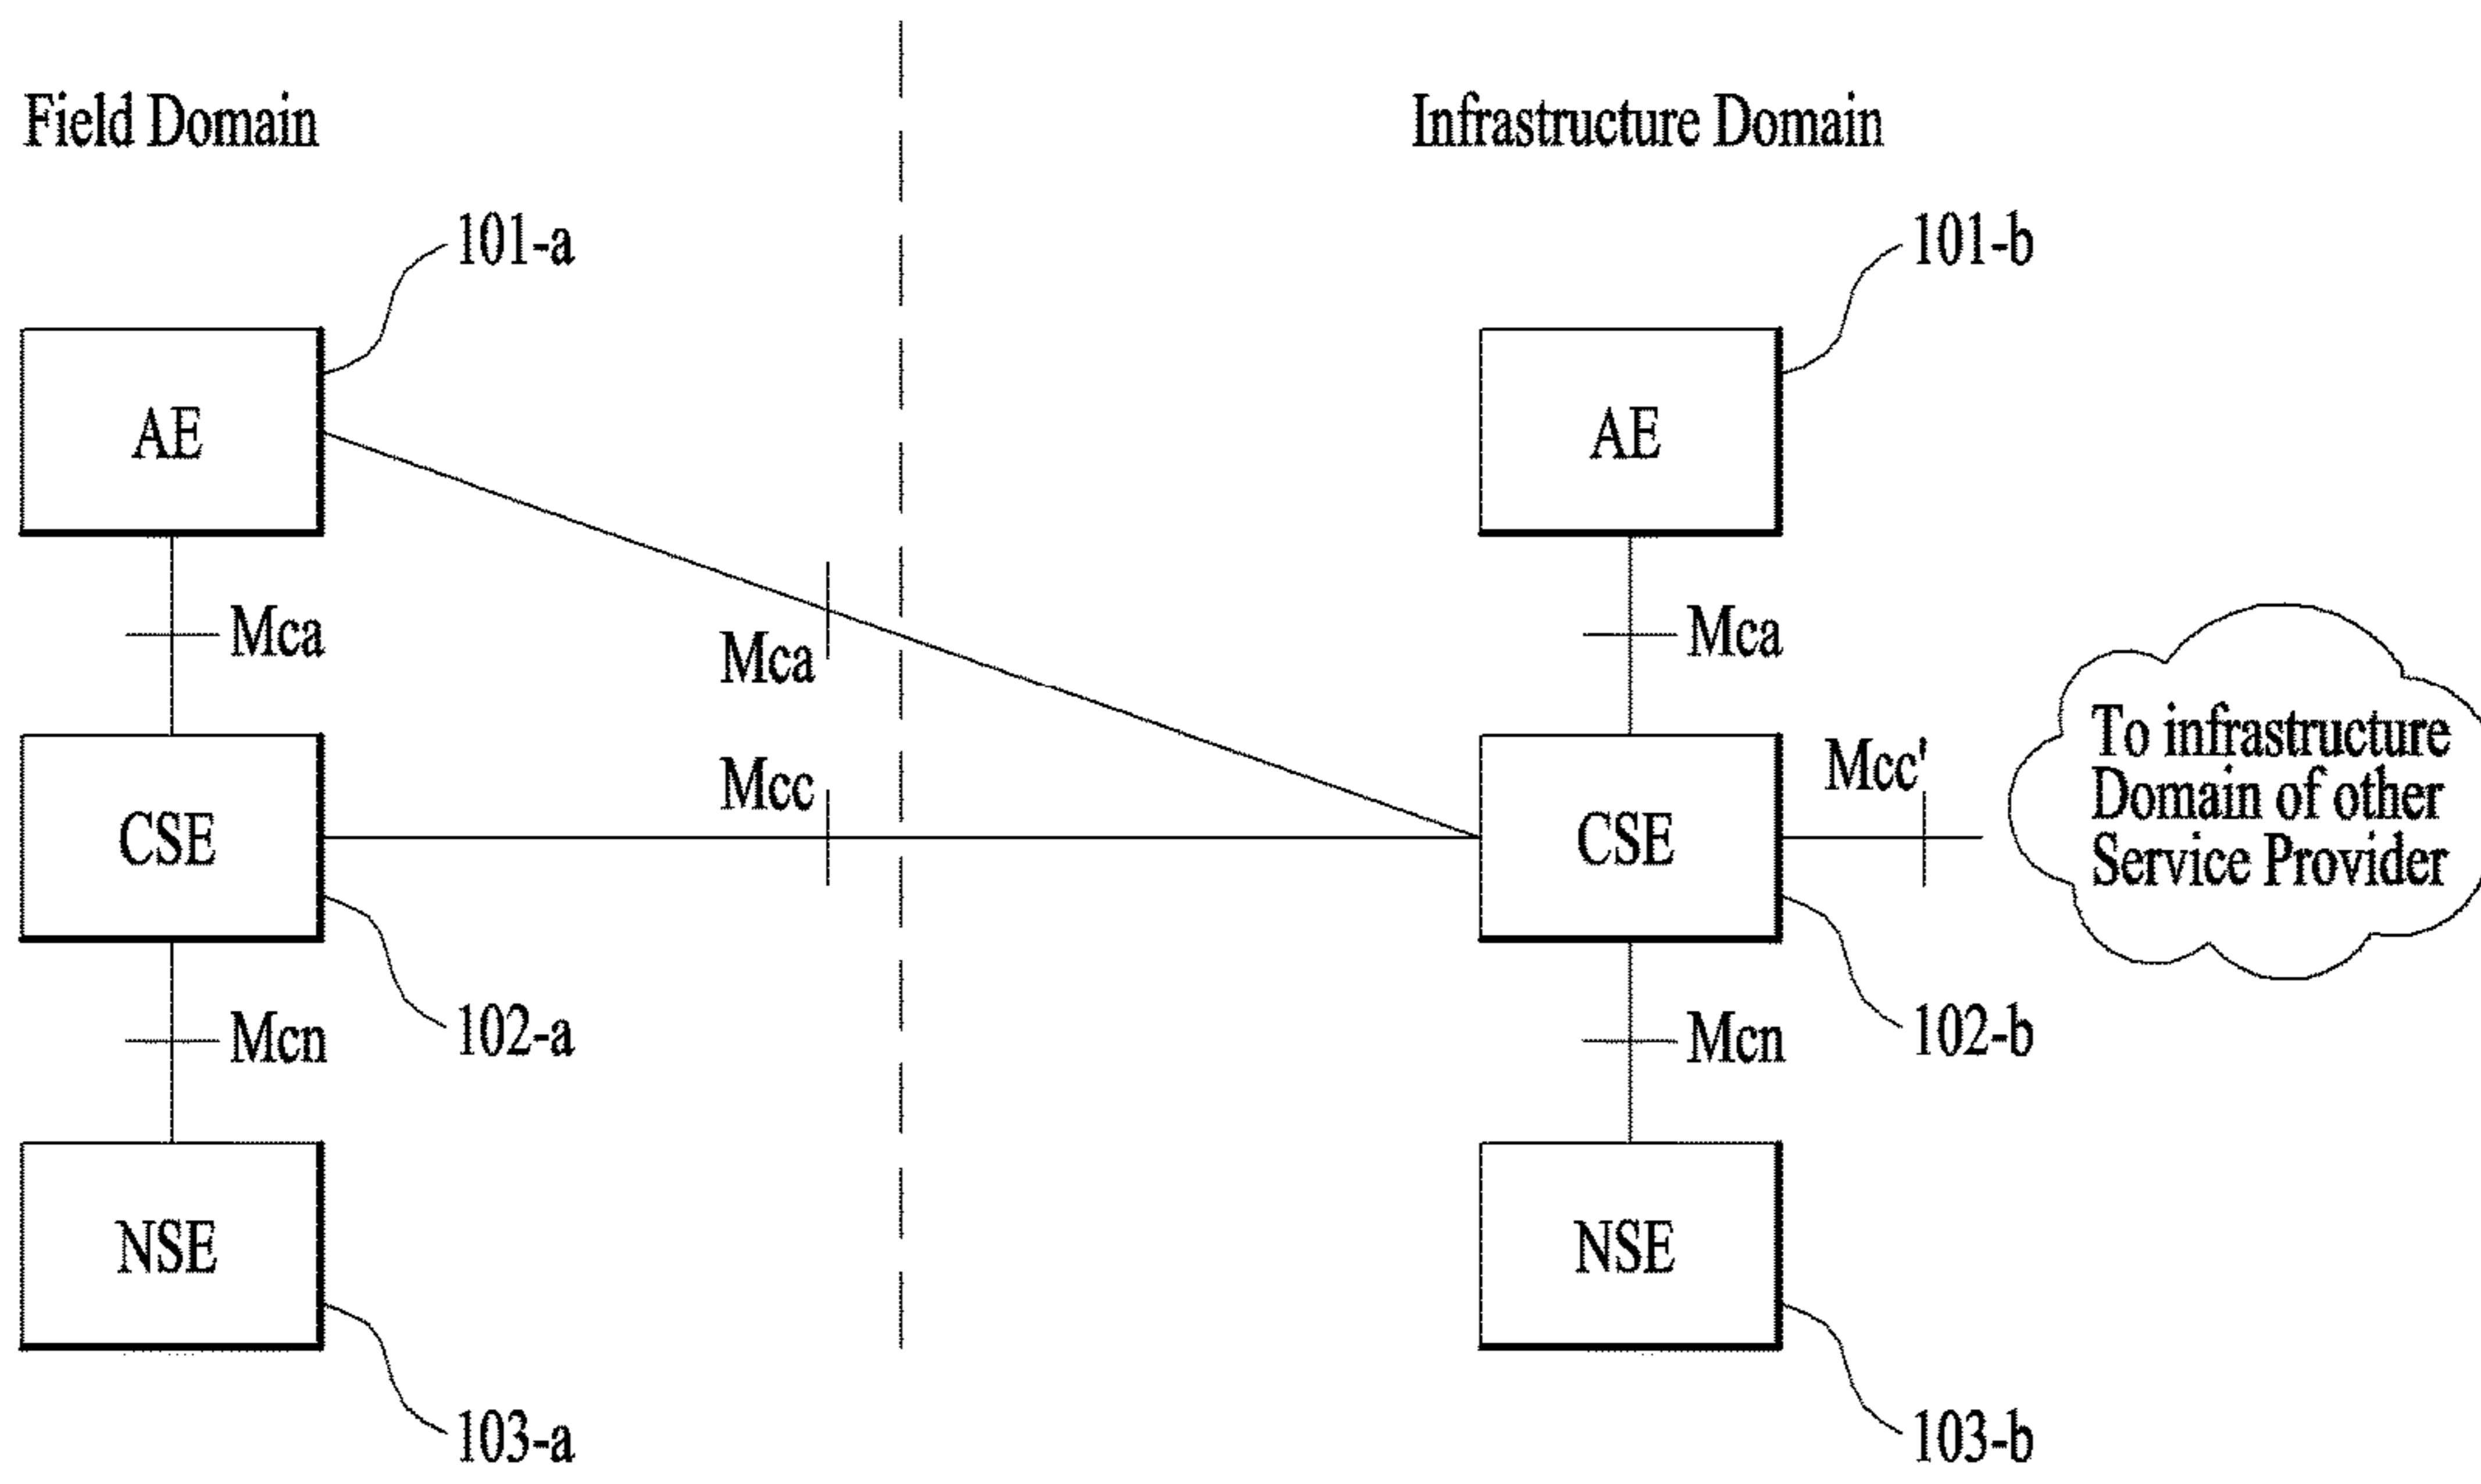 Field Domain
Infrastructure Domain
101-a
101-b
AE
AE
Mca
Mca
Mca
Mcc
Mcc'
To infrastructure
Domain of other
Service Provider
CSE
CSE
102-a
102-b
Mcn
Mcn
NSE
NSE
103-a
103-b